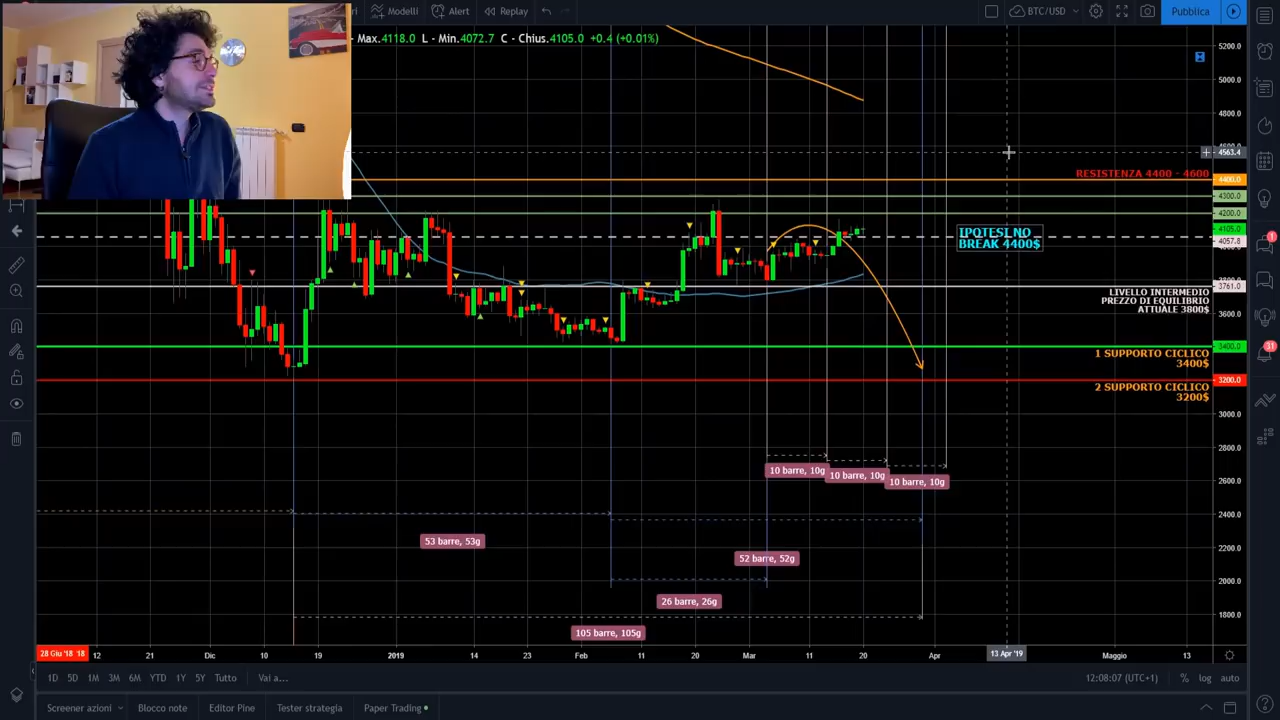 Modelli
Alert
Replay
BTC/USD
Pubblica
- Max.4118.0 L - Min.4072.7 C - Chius.4105.0 +0.4 (+0.01%)
5200.0
5000.0
4800.0
4563.4
RESISTENZA 4400 - 4600
4400.0
4300.0
4200.0
4105.0
4057.8
IPOTESI NO
BREAK 4400$
3761.0
LIVELLO INTERMEDIO
PREZZO DI EQUILIBRIO
ATTUALE 3800$
3600.0
3400.0
1 SUPPORTO CICLICO
3400$
3200.0
2 SUPPORTO CICLICO
3200$
3000.0
2800.0
2600.0
2400.0
2200.0
2000.0
1800.0
10 barre, 10g
10 barre, 10g
10 barre, 10g
53 barre, 53g
52 barre, 52g
26 barre, 26g
105 barre, 105g
1
31
28 Giu '18 18 12 21 Dic 10 19 2019 14 23 Feb 11 20 Mar 11 20 Apr 13 Apr '19 Maggio 13
1D 5D 1M 3M 6M YTD 1Y 5Y Tutto Vai a...
12:08:07 (UTC+1) % log auto
Screener azioni Blocco note Editor Pine Tester strategia Paper Trading